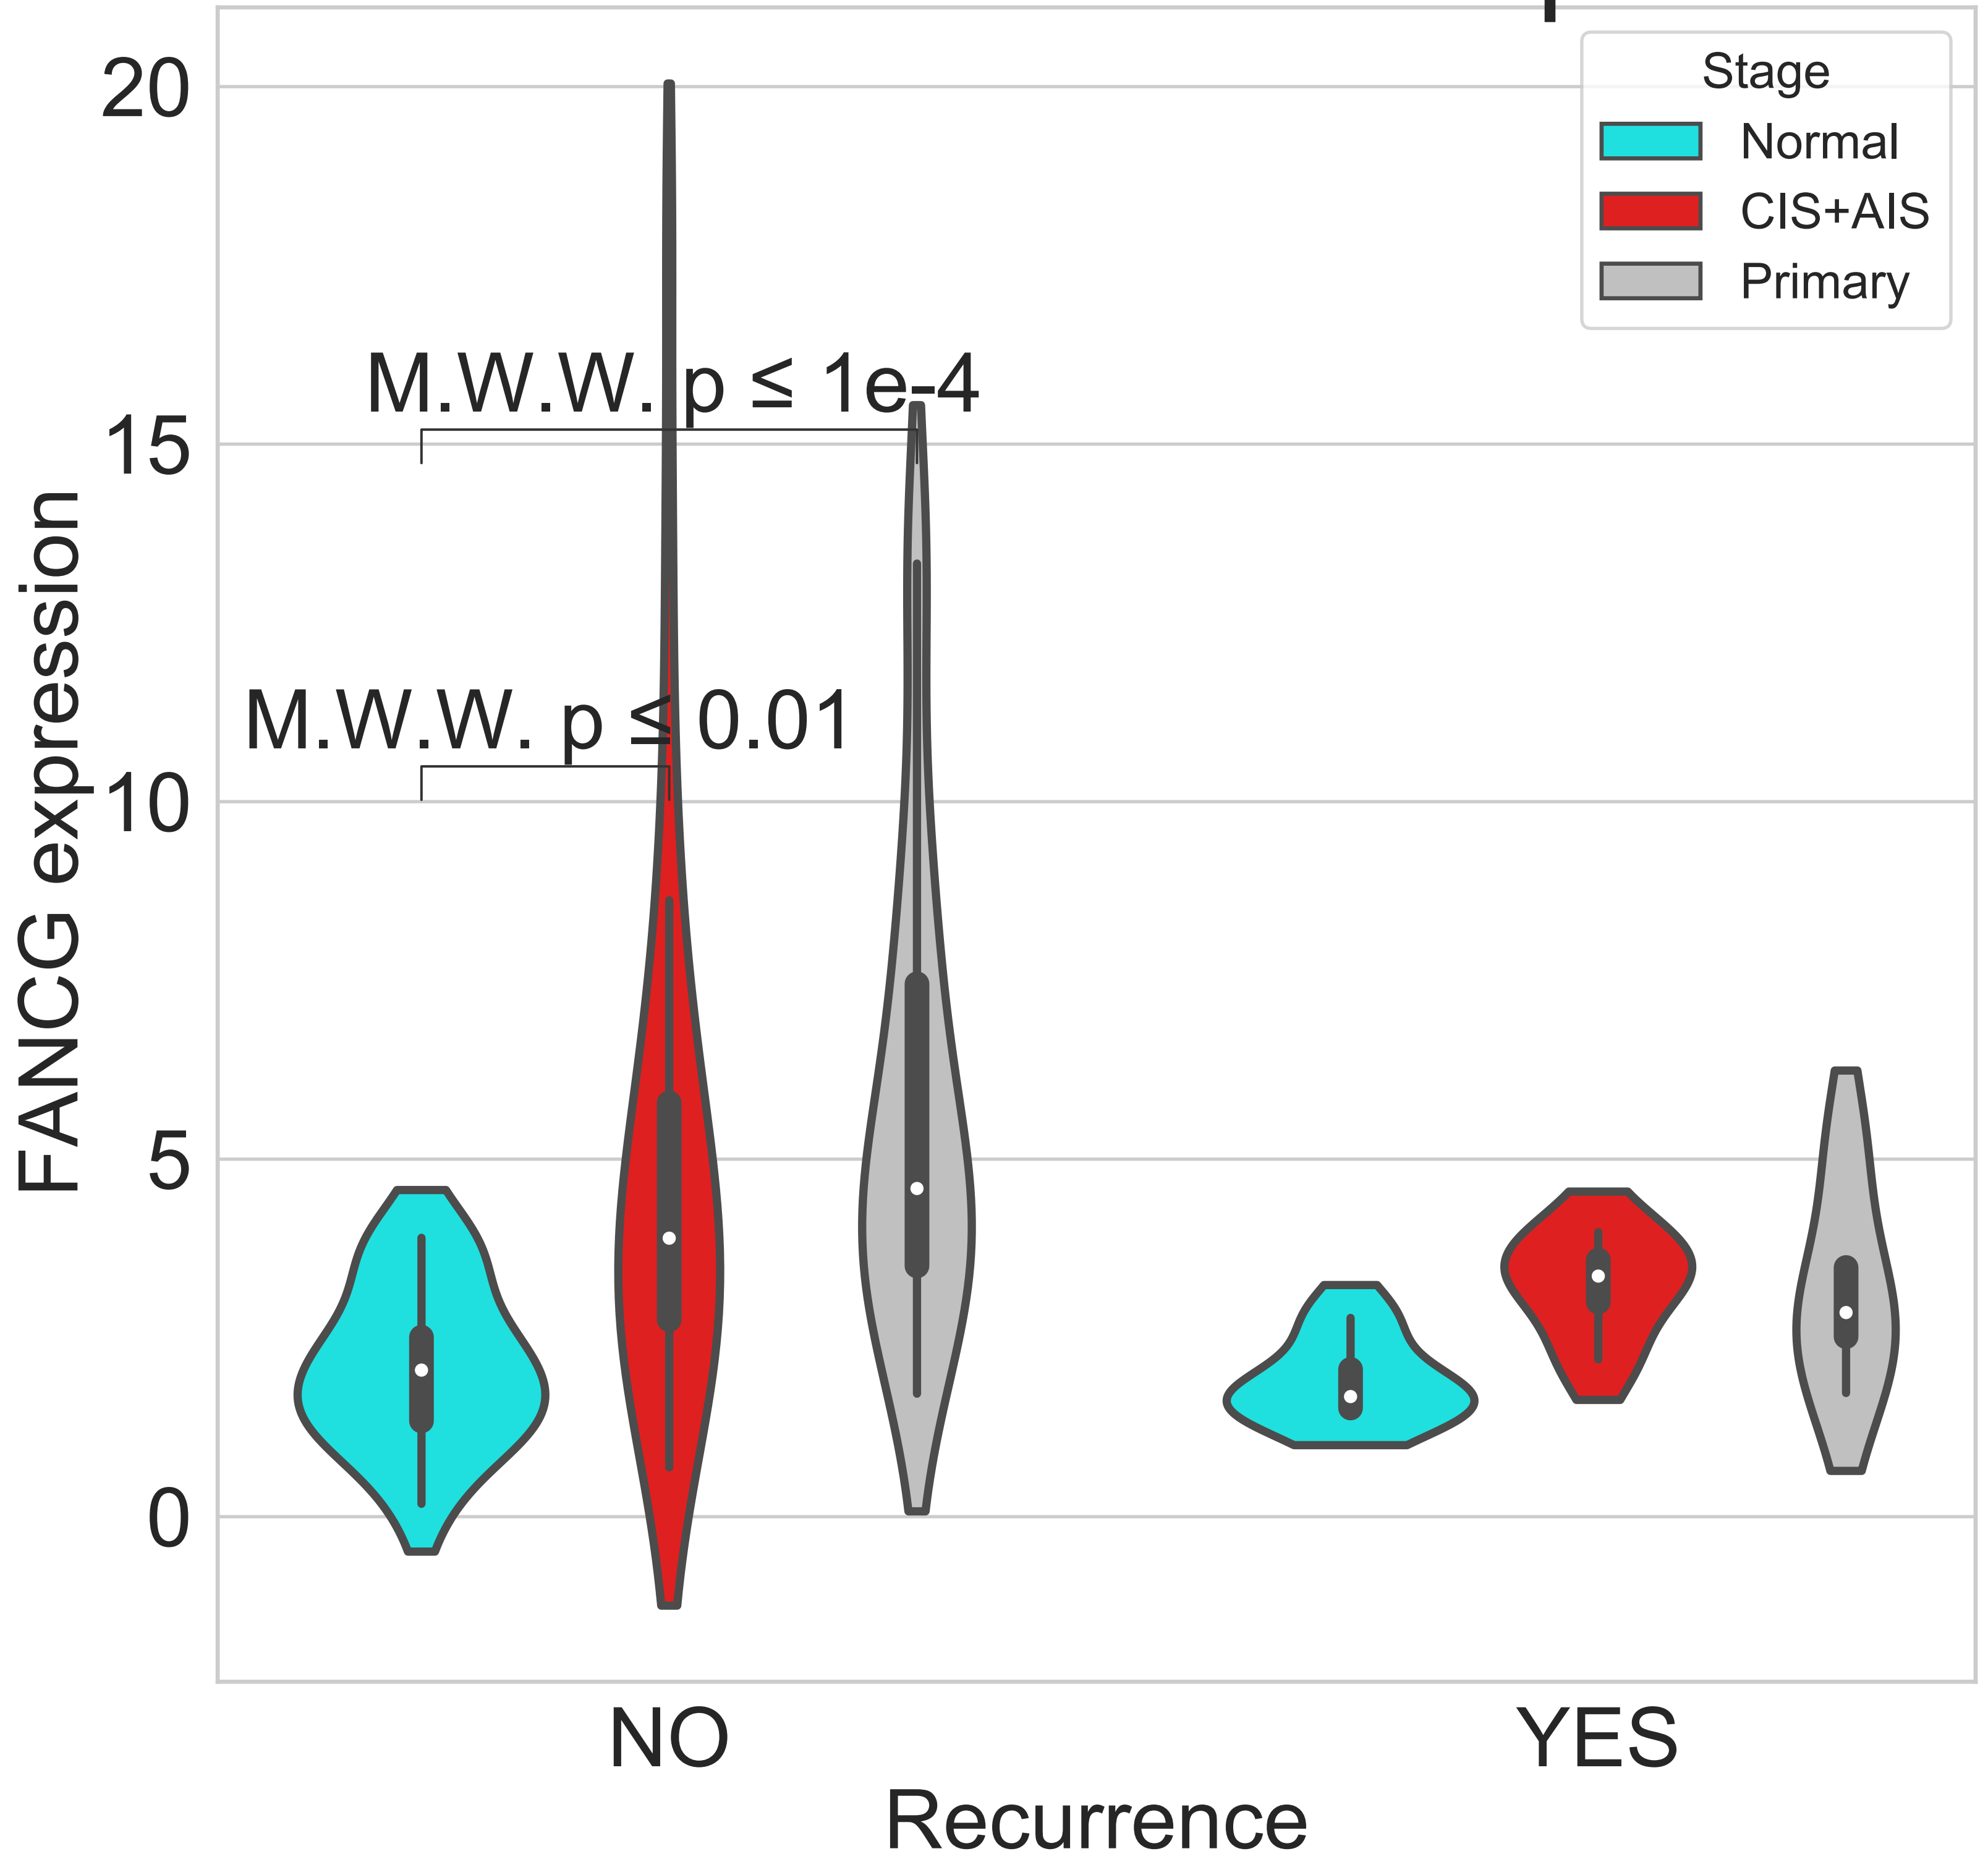 Stage
Normal
CIS+AIS
Primary
20
15
10
5
0
FANCG expression
M.W.W. p ≤ 1e-4
M.W.W. p ≤ 0.01
NO
YES
Recurrence